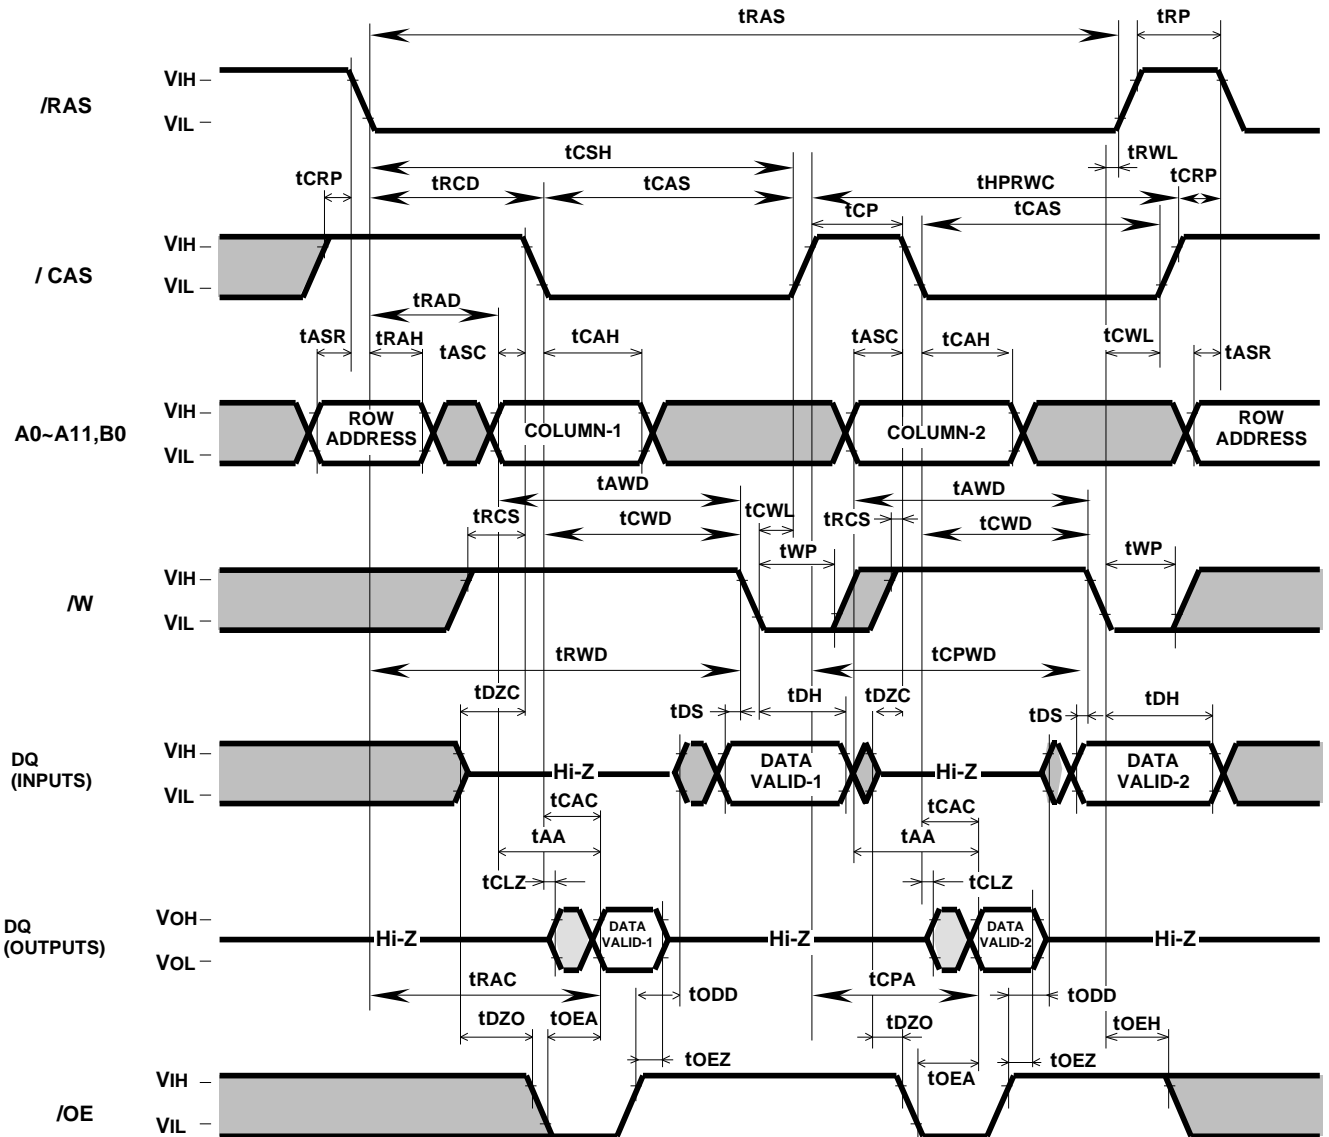 tRAS
tRP
/RAS
VIH
VIL
tCSH
tRWL
tCRP
tRCD
tCAS
tHPRWC
tCRP
tCP
tCAS
/ CAS
VIH
VIL
tRAD
tASR
tRAH
tASC
tCAH
tASC
tCAH
tCWL
tASR
A0~A11,B0
VIH
VIL
ROW
ADDRESS
COLUMN-1
COLUMN-2
ROW
ADDRESS
tAWD
tAWD
tRCS
tCWD
tCWL
tRCS
tCWD
tWP
tWP
/W
VIH
VIL
tRWD
tCPWD
tDZC
tDS
tDH
tDZC
tDS
tDH
DQ
(INPUTS)
VIH
VIL
Hi-Z
DATA
VALID-1
Hi-Z
DATA
VALID-2
tCAC
tCAC
tAA
tAA
tCLZ
tCLZ
DQ
(OUTPUTS)
VOH
VOL
Hi-Z
DATA
VALID-1
Hi-Z
DATA
VALID-2
Hi-Z
tRAC
tODD
tCPA
tODD
tDZO
tOEA
tDZO
tOEH
tOEZ
tOEA
tOEZ
/OE
VIH
VIL